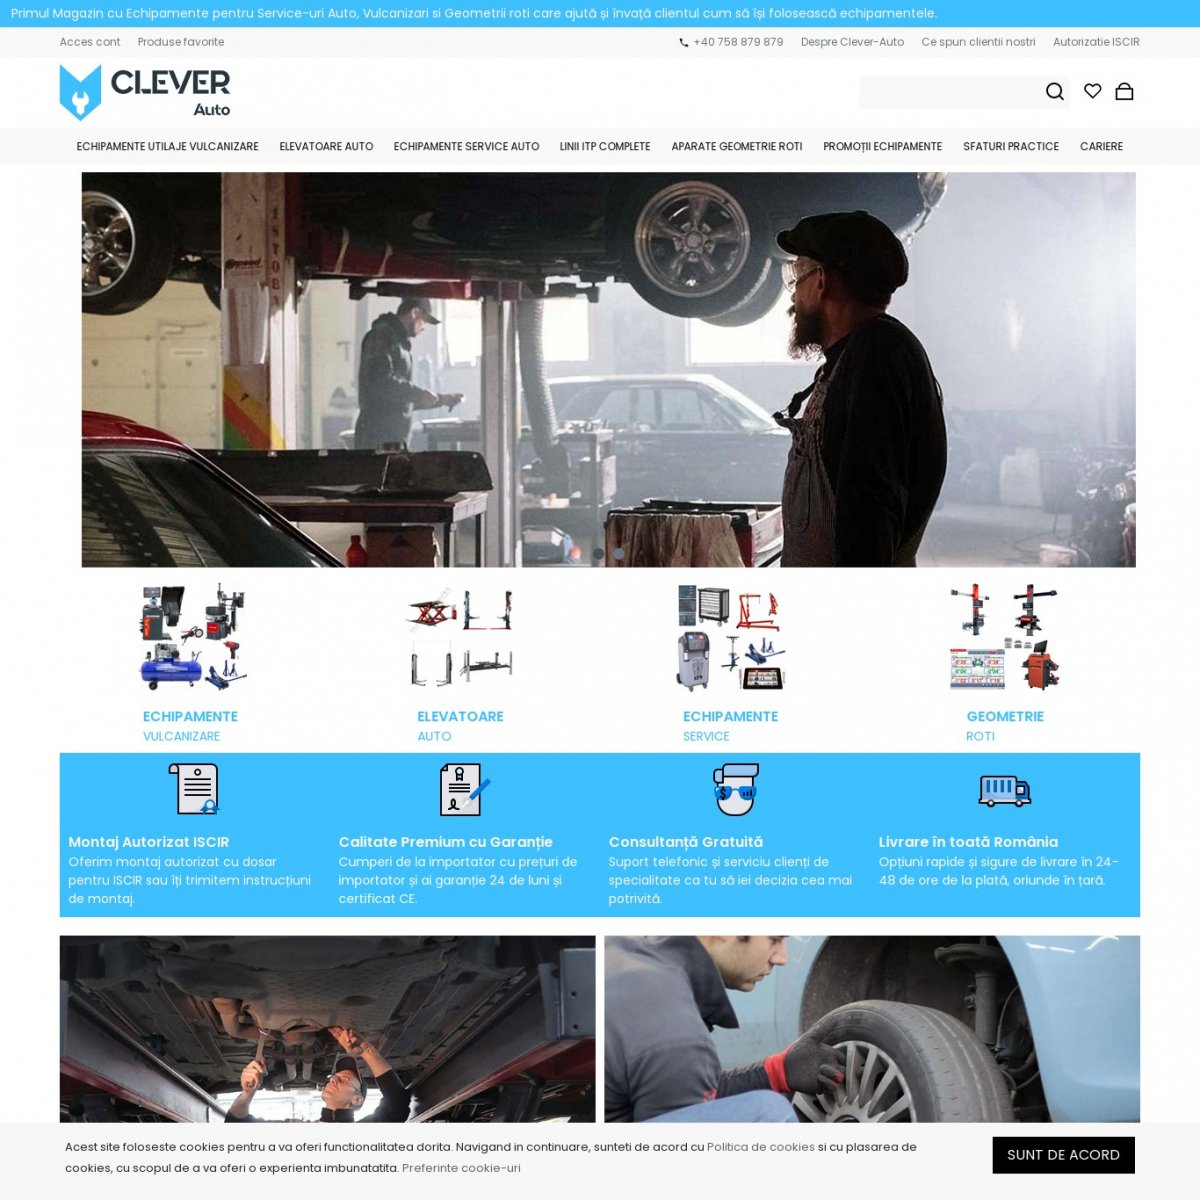 Primul Magazin cu Echipamente pentru Service-uri Auto, Vulcanizari si Geometrii roti care ajută și învață clientul cum să își folosească echipamentele.
Acces cont
Produse favorite
+40 758 879 879
Despre Clever-Auto
Ce spun clientii nostri
Autorizatie ISCIR
CLEVER
Auto
ECHIPAMENTE UTILAJE VULCANIZARE
ELEVATOARE AUTO
ECHIPAMENTE SERVICE AUTO
LINII ITP COMPLETE
APARATE GEOMETRIE ROTI
PROMOȚII ECHIPAMENTE
SFATURI PRACTICE
CARIERE
ECHIPAMENTE
VULCANIZARE
ELEVATOARE
AUTO
ECHIPAMENTE
SERVICE
GEOMETRIE
ROTI
Montaj Autorizat ISCIR
Oferim montaj autorizat cu dosar
pentru ISCIR sau îți trimitem instrucțiuni
de montaj.
Calitate Premium cu Garanție
Cumperi de la importator cu prețuri de
importator și ai garanție 24 de luni și
certificat CE.
Consultanță Gratuită
Suport telefonic și serviciu clienți de
specialitate ca tu să iei decizia cea mai
potrivită.
Livrare în toată România
Opțiuni rapide și sigure de livrare în 24-
48 de ore de la plată, oriunde în țară.
Acest site foloseste cookies pentru a va oferi functionalitatea dorita. Navigand in continuare, sunteti de acord cu Politica de cookies si cu plasarea de
cookies, cu scopul de a va oferi o experienta imbunatatita. Preferinte cookie-uri
SUNT DE ACORD